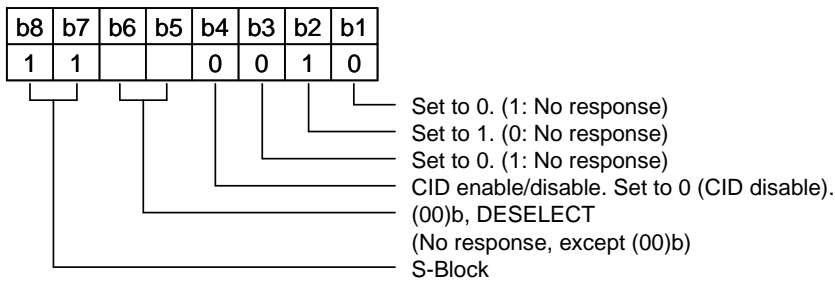 b8 b7 b6 b5 b4 b3 b2 b1
1 1 0 0 1 0
Set to 0. (1: No response)
Set to 1. (0: No response)
Set to 0. (1: No response)
CID enable/disable. Set to 0 (CID disable).
(00)b, DESELECT
(No response, except (00)b)
S-Block